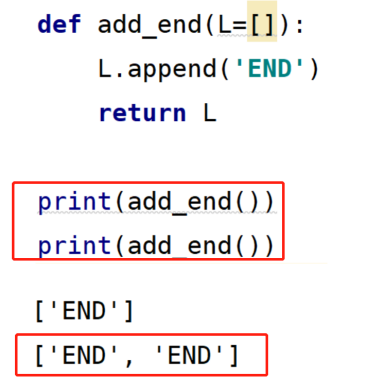 def add_end(L=[]):
    L.append('END')
    return L
print(add_end())
print(add_end())
['END']
['END', 'END']